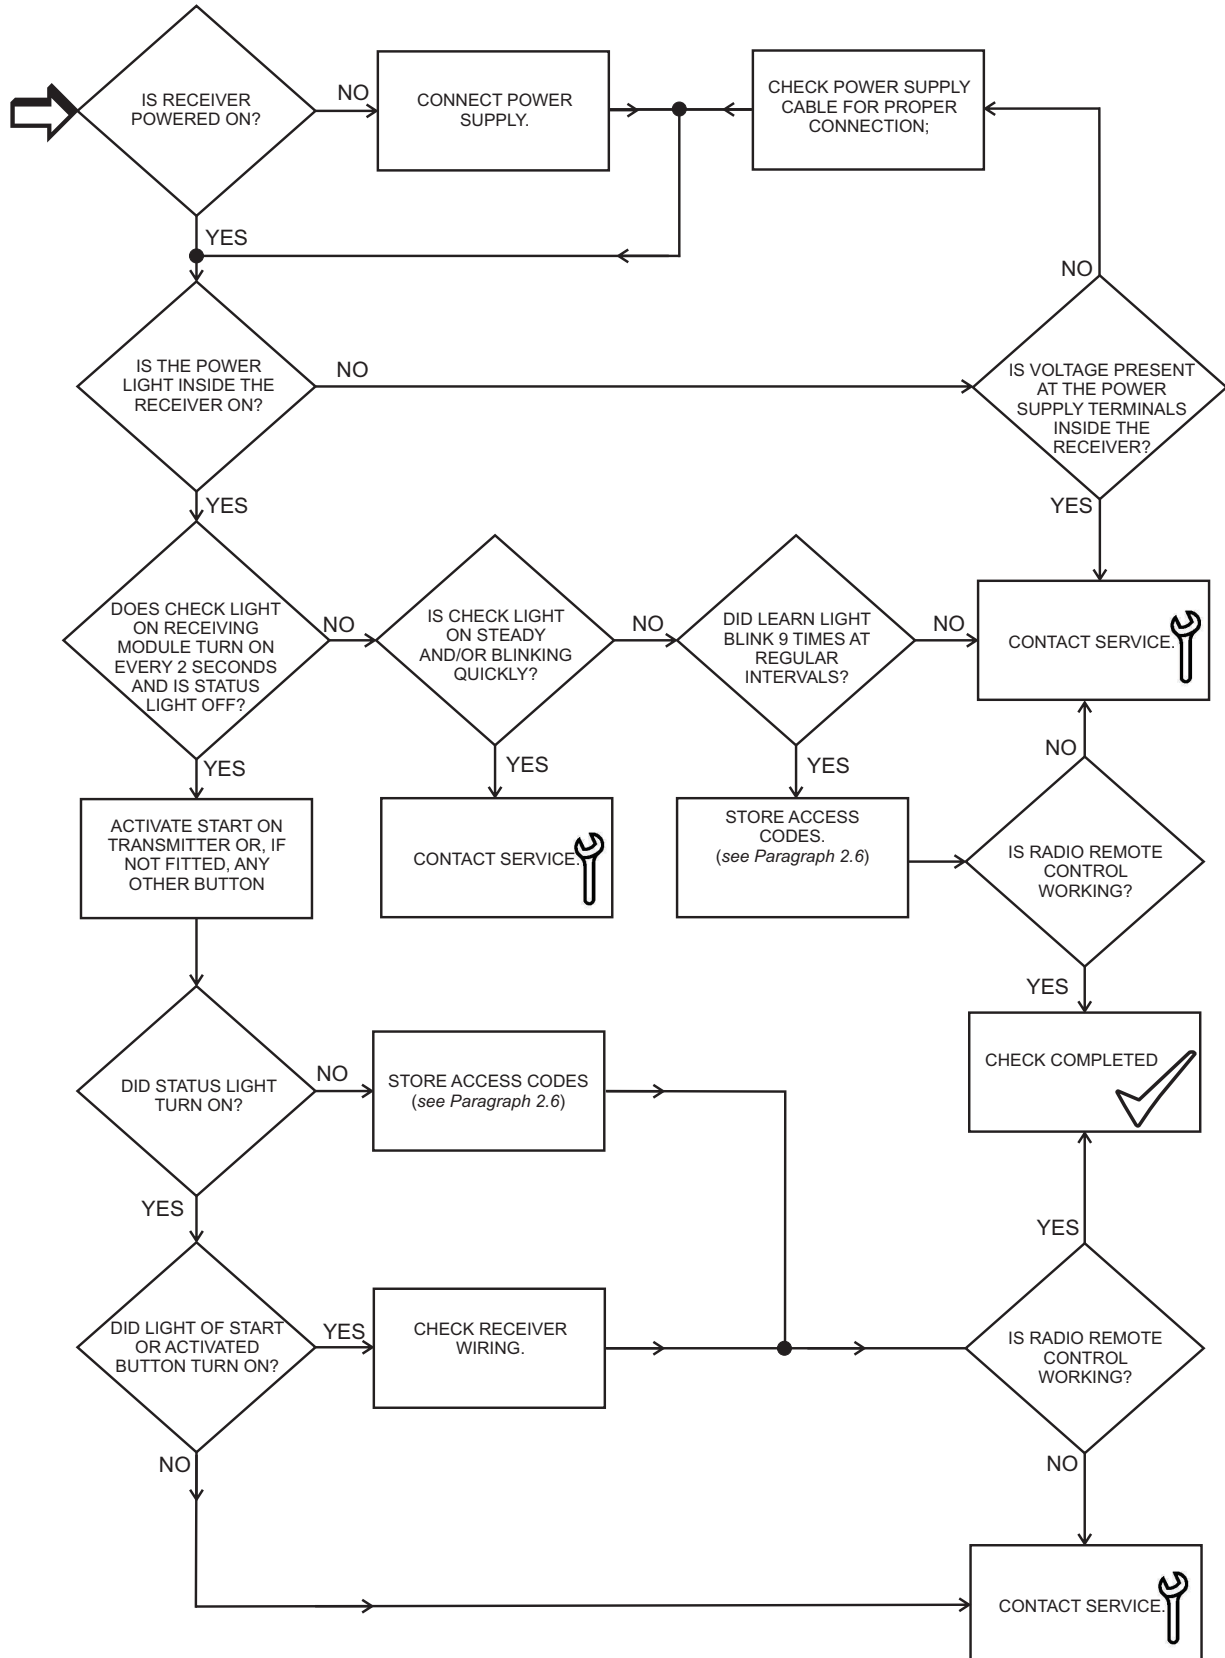 IS RECEIVER
POWERED ON?
NO
CONNECT POWER
SUPPLY.
CHECK POWER SUPPLY
CABLE FOR PROPER
CONNECTION;
YES
NO
IS THE POWER
LIGHT INSIDE THE
RECEIVER ON?
NO
IS VOLTAGE PRESENT
AT THE POWER
SUPPLY TERMINALS
INSIDE THE
RECEIVER?
YES
YES
DOES CHECK LIGHT
ON RECEIVING
MODULE TURN ON
EVERY 2 SECONDS
AND IS STATUS
LIGHT OFF?
NO
IS CHECK LIGHT
ON STEADY
AND/OR BLINKING
QUICKLY?
NO
DID LEARN LIGHT
BLINK 9 TIMES AT
REGULAR
INTERVALS?
NO
CONTACT SERVICE.
YES
YES
YES
NO
ACTIVATE START ON
TRANSMITTER OR, IF
NOT FITTED, ANY
OTHER BUTTON
CONTACT SERVICE.
STORE ACCESS
CODES.
(see Paragraph 2.6)
IS RADIO REMOTE
CONTROL
WORKING?
YES
CHECK COMPLETED
DID STATUS LIGHT
TURN ON?
NO
STORE ACCESS CODES
(see Paragraph 2.6)
YES
YES
DID LIGHT OF START
OR ACTIVATED
BUTTON TURN ON?
YES
CHECK RECEIVER
WIRING.
IS RADIO REMOTE
CONTROL
WORKING?
NO
NO
CONTACT SERVICE.